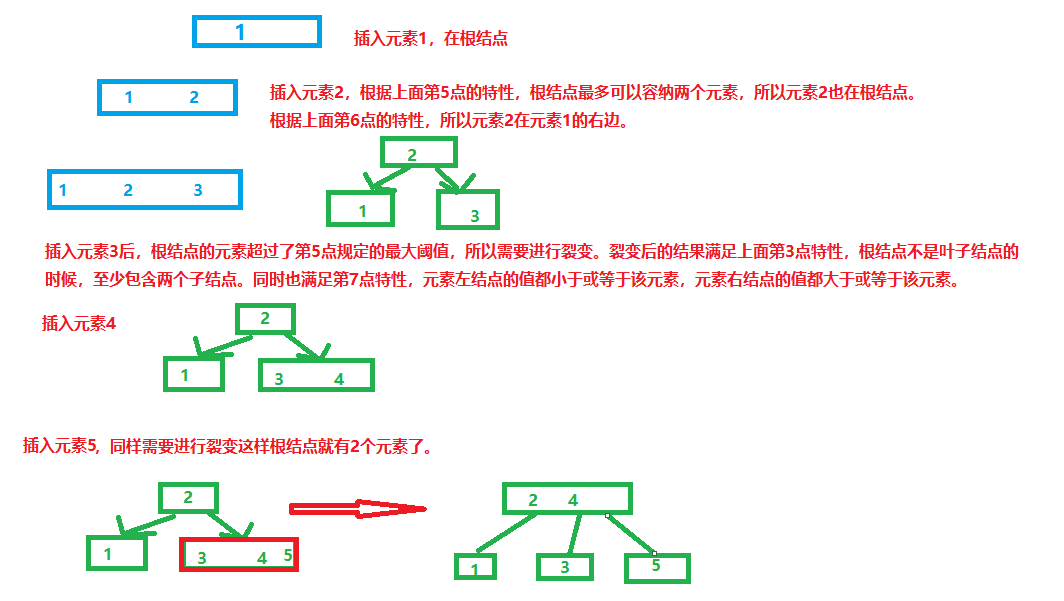 1
插入元素1，在根结点
1 2
插入元素2，根据上面第5点的特性，根结点最多可以容纳两个元素，所以元素2也在根结点。
根据上面第6点的特性，所以元素2在元素1的右边。
2
1 2 3
1 3
插入元素3后，根结点的元素超过了第5点规定的最大阈值，所以需要进行裂变。裂变后的结果满足上面第3点特性，根结点不是叶子结点的
时候，至少包含两个子结点。同时也满足第7点特性，元素左结点的值都小于或等于该元素，元素右结点的值都大于或等于该元素。
插入元素4
2
1 3 4
插入元素5，同样需要进行裂变这样根结点就有2个元素了。
2
1 3 4 5
2 4
1 3 5